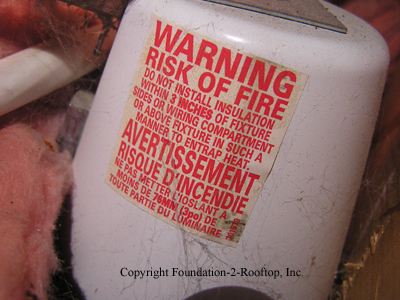 WARNING
RISK OF FIRE
DO NOT INSTALL INSULATION
WITHIN 3 INCHES OF FIXTURE
SIDES OR WIRING COMPARTMENT
OR ABOVE FIXTURE IN SUCH A
MANNER TO ENTRAP HEAT.
AVERTISSEMENT
RISQUE D'INCENDIE
NE PAS METTER L'IOSLANT A
MOINS DE 76MM (3po) DE
TOUTE PARTIE DU LUMINAIRE
Copyright Foundation-2-Rooftop, Inc.